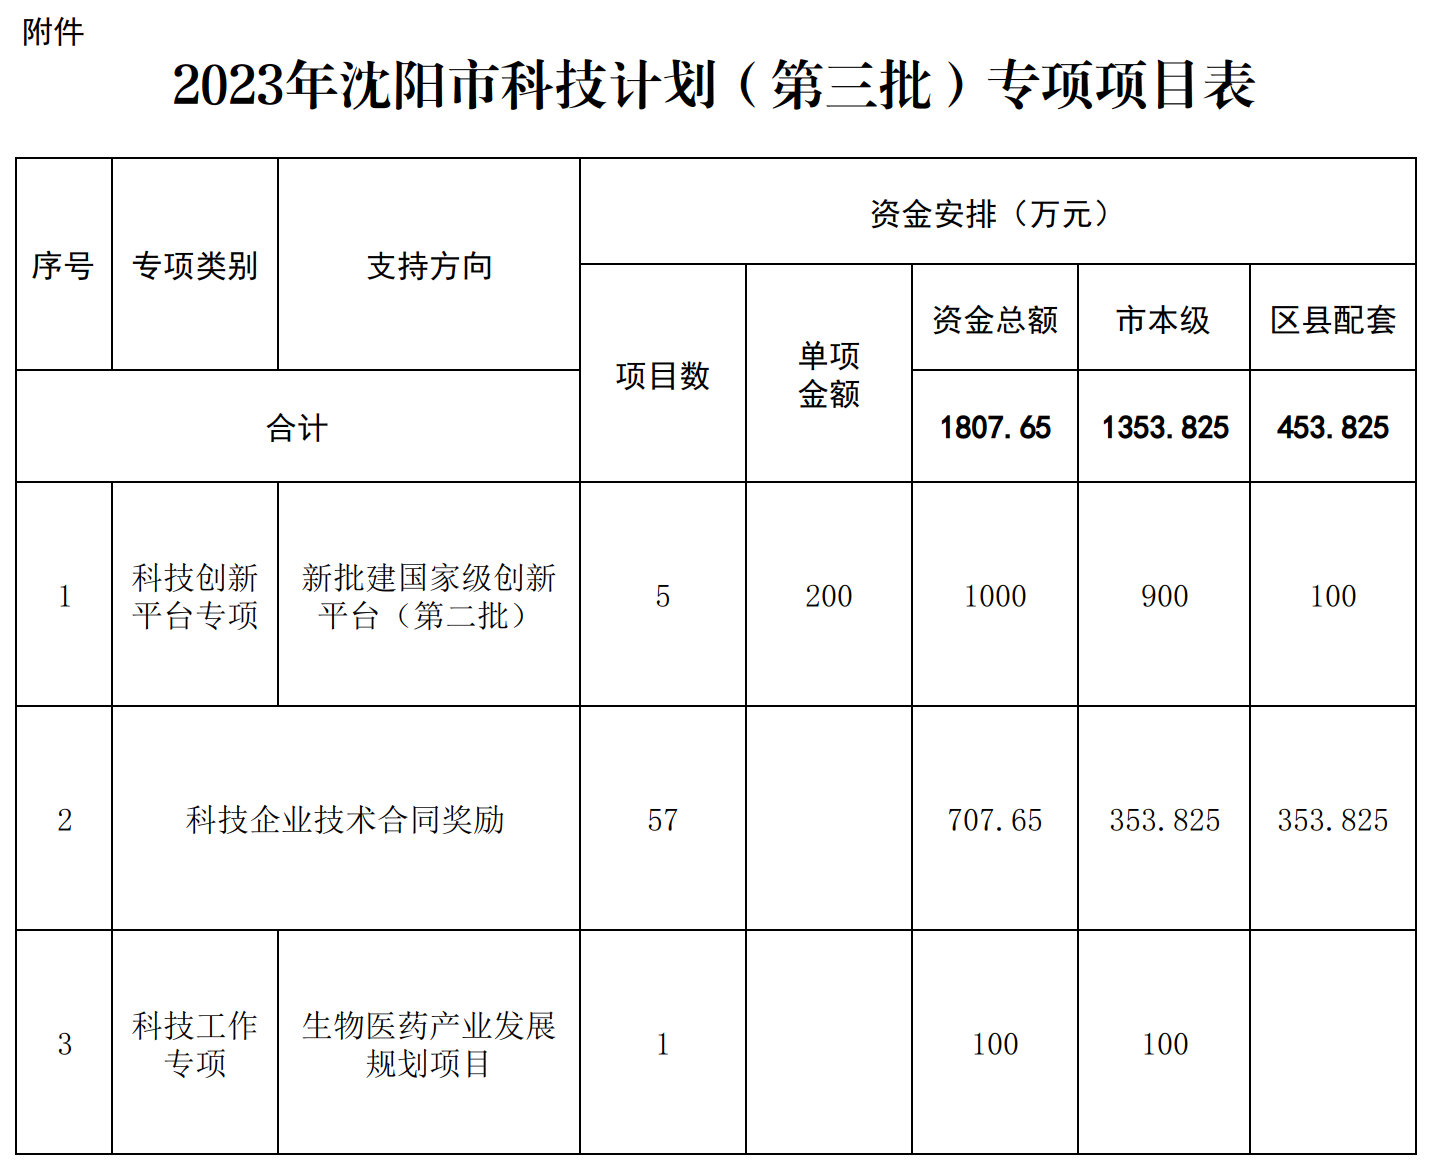 附件
2023年沈阳市科技计划（第三批）专项项目表
序号 专项类别 支持方向 资金安排（万元）
项目数 单项金额 资金总额 市本级 区县配套
合计 1807.65 1353.825 453.825
1 科技创新平台专项 新批建国家级创新平台（第二批） 5 200 1000 900 100
2 科技企业技术合同奖励 57 707.65 353.825 353.825
3 科技工作专项 生物医药产业发展规划项目 1 100 100